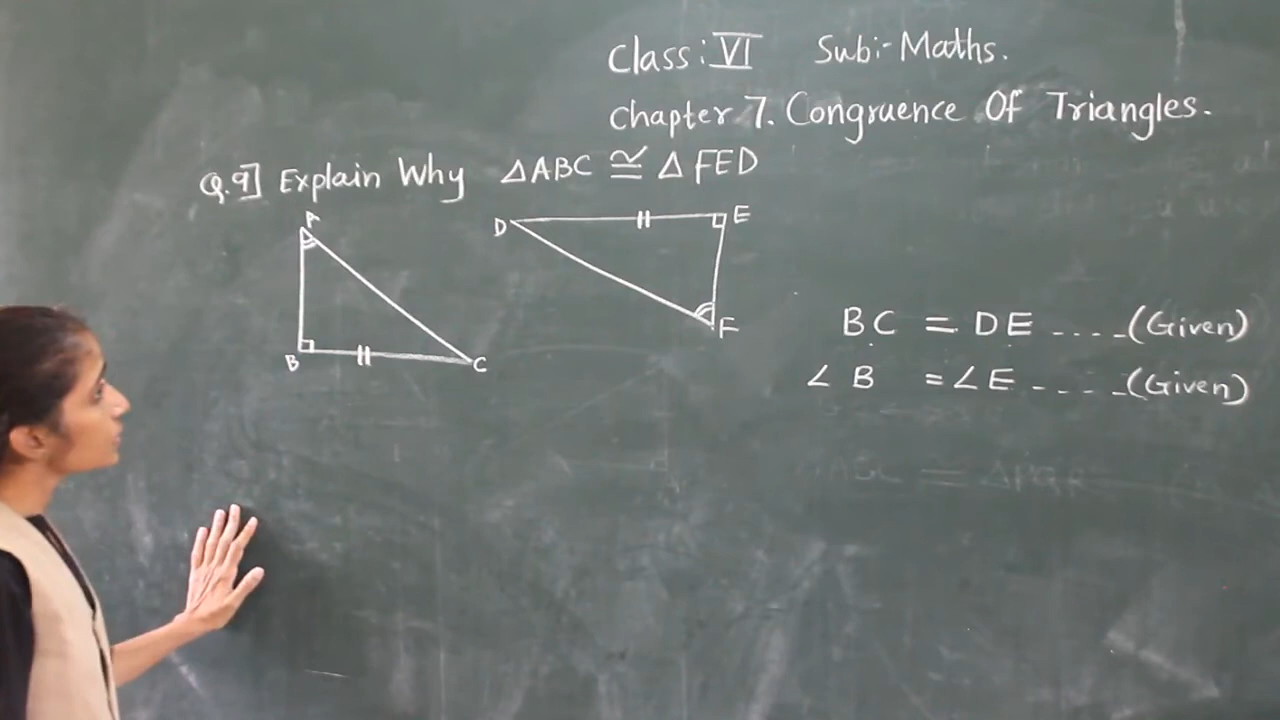 Class: VI Sub:- Maths.
Chapter 7. Congruence Of Triangles.
Q.9] Explain Why △ABC ≅ △FED
A
D
E
B
C
F
BC = DE ....(Given)
∠B = ∠E ....(Given)